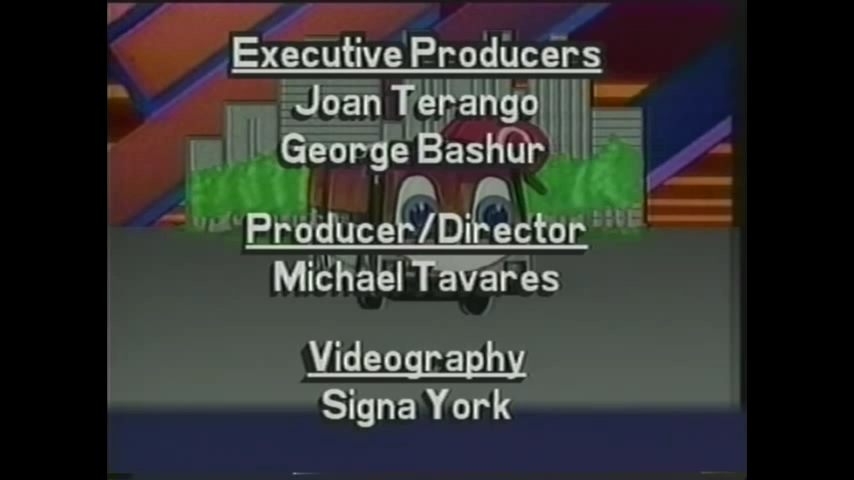 Executive Producers
Joan Terango
George Bashur
Producer/Director
Michael Tavares
Videography
Signa York